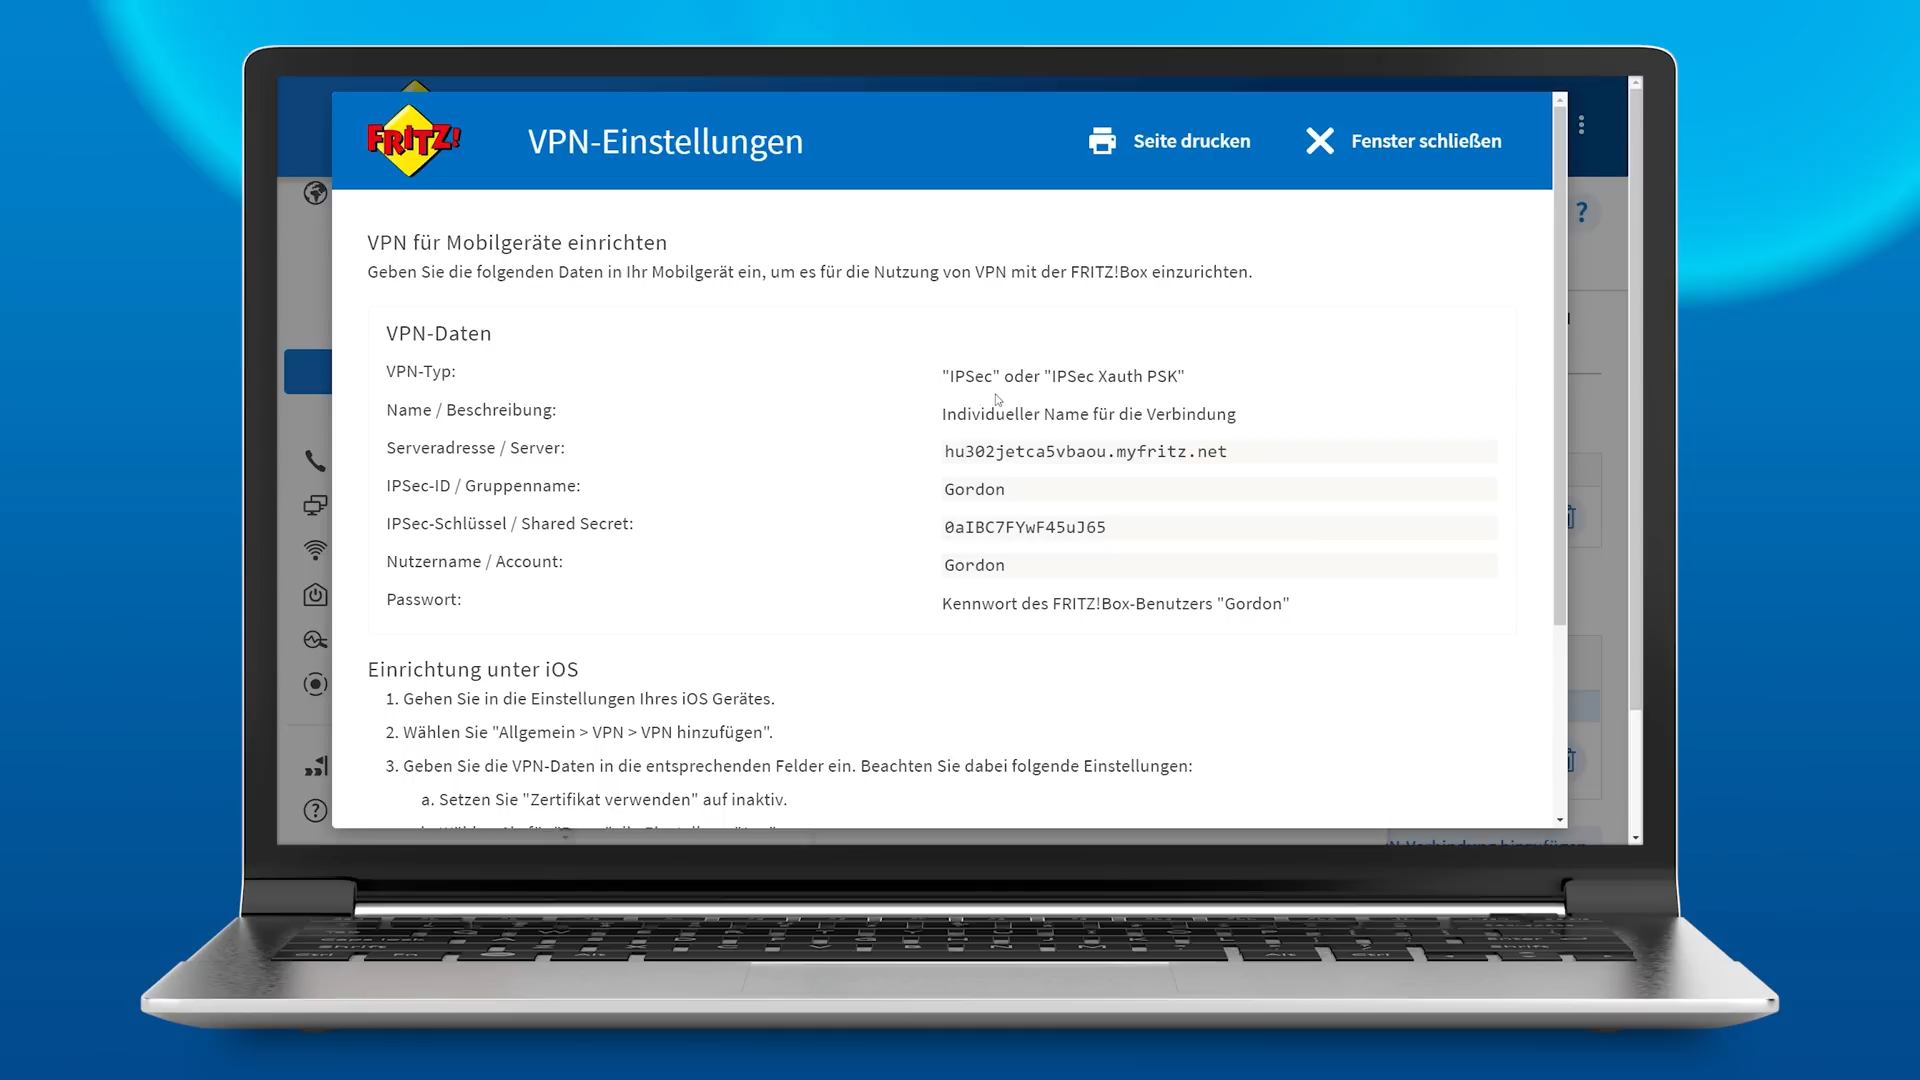 FRITZ!
VPN-Einstellungen
Seite drucken
Fenster schließen
VPN für Mobilgeräte einrichten
Geben Sie die folgenden Daten in Ihr Mobilgerät ein, um es für die Nutzung von VPN mit der FRITZ!Box einzurichten.
VPN-Daten
VPN-Typ: "IPSec" oder "IPSec Xauth PSK"
Name / Beschreibung: Individueller Name für die Verbindung
Serveradresse / Server: hu302jetca5vbaou.myfritz.net
IPSec-ID / Gruppenname: Gordon
IPSec-Schlüssel / Shared Secret: 0aIBC7FYwF45uJ65
Nutzername / Account: Gordon
Passwort: Kennwort des FRITZ!Box-Benutzers "Gordon"
Einrichtung unter iOS
1. Gehen Sie in die Einstellungen Ihres iOS Gerätes.
2. Wählen Sie "Allgemein > VPN > VPN hinzufügen".
3. Geben Sie die VPN-Daten in die entsprechenden Felder ein. Beachten Sie dabei folgende Einstellungen:
a. Setzen Sie "Zertifikat verwenden" auf inaktiv.